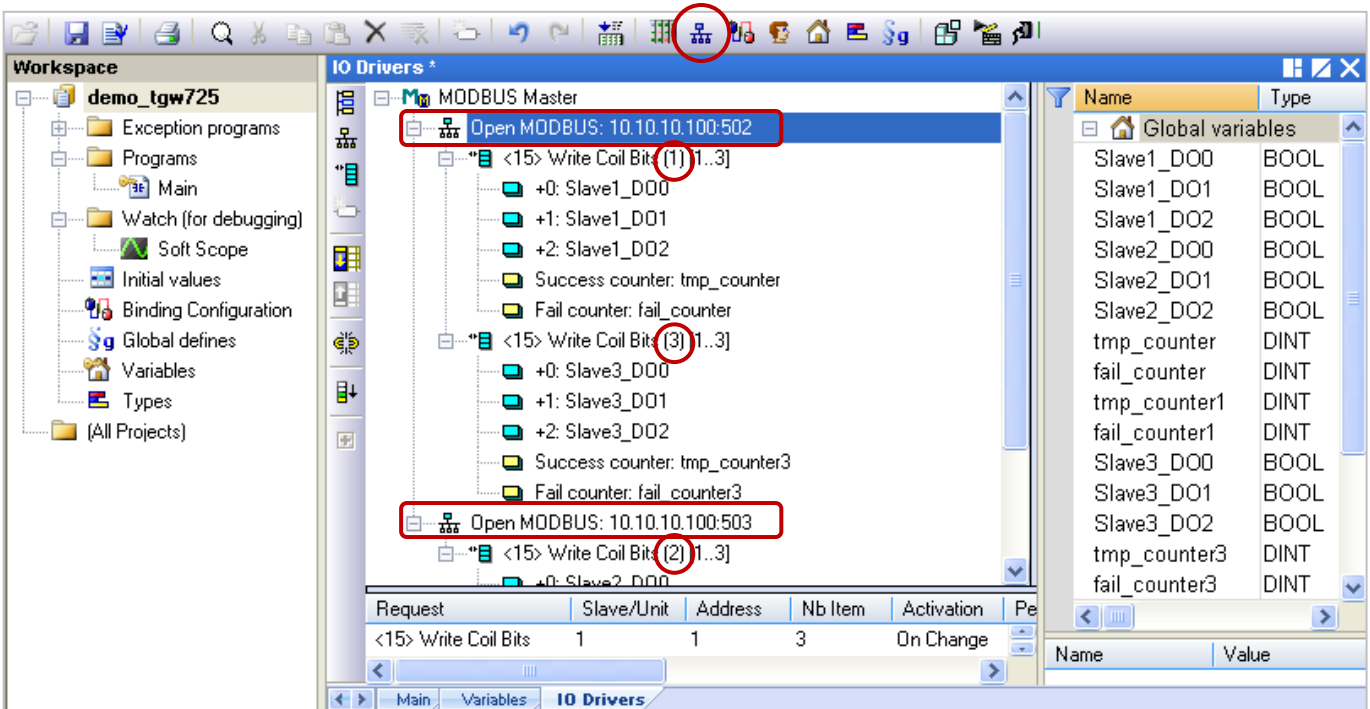 Workspace
demo_tgw725
Exception programs
Programs
Main
Watch (for debugging)
Soft Scope
Initial values
Binding Configuration
Global defines
Variables
Types
(All Projects)
IO Drivers *
MODBUS Master
Open MODBUS: 10.10.10.100:502
<15> Write Coil Bits (1) [1..3]
+0: Slave1_DO0
+1: Slave1_DO1
+2: Slave1_DO2
Success counter: tmp_counter
Fail counter: fail_counter
<15> Write Coil Bits (3) [1..3]
+0: Slave3_DO0
+1: Slave3_DO1
+2: Slave3_DO2
Success counter: tmp_counter3
Fail counter: fail_counter3
Open MODBUS: 10.10.10.100:503
<15> Write Coil Bits (2) [1..3]
+0: Slave2_DO0
Request Slave/Unit Address Nb Item Activation Pe
<15> Write Coil Bits 1 1 3 On Change
Main Variables IO Drivers
Name Type
Global variables
Slave1_DO0 BOOL
Slave1_DO1 BOOL
Slave1_DO2 BOOL
Slave2_DO0 BOOL
Slave2_DO1 BOOL
Slave2_DO2 BOOL
tmp_counter DINT
fail_counter DINT
tmp_counter1 DINT
fail_counter1 DINT
Slave3_DO0 BOOL
Slave3_DO1 BOOL
Slave3_DO2 BOOL
tmp_counter3 DINT
fail_counter3 DINT
Name Value